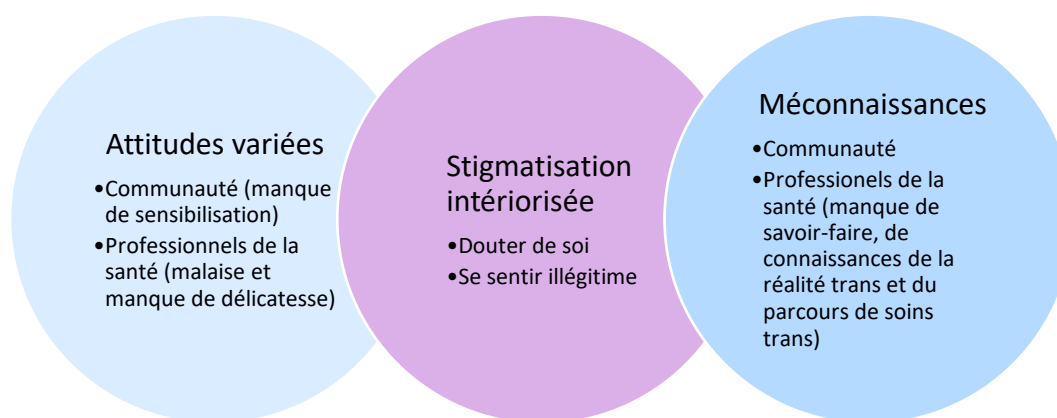 Attitudes variées
•Communauté (manque
de sensibilisation)
•Professionnels de la
santé (malaise et
manque de délicatesse)
Stigmatisation
intériorisée
•Douter de soi
•Se sentir illégitime
Méconnaissances
•Communauté
•Professionels de la
santé (manque de
savoir-faire, de
connaissances de la
réalité trans et du
parcours de soins
trans)